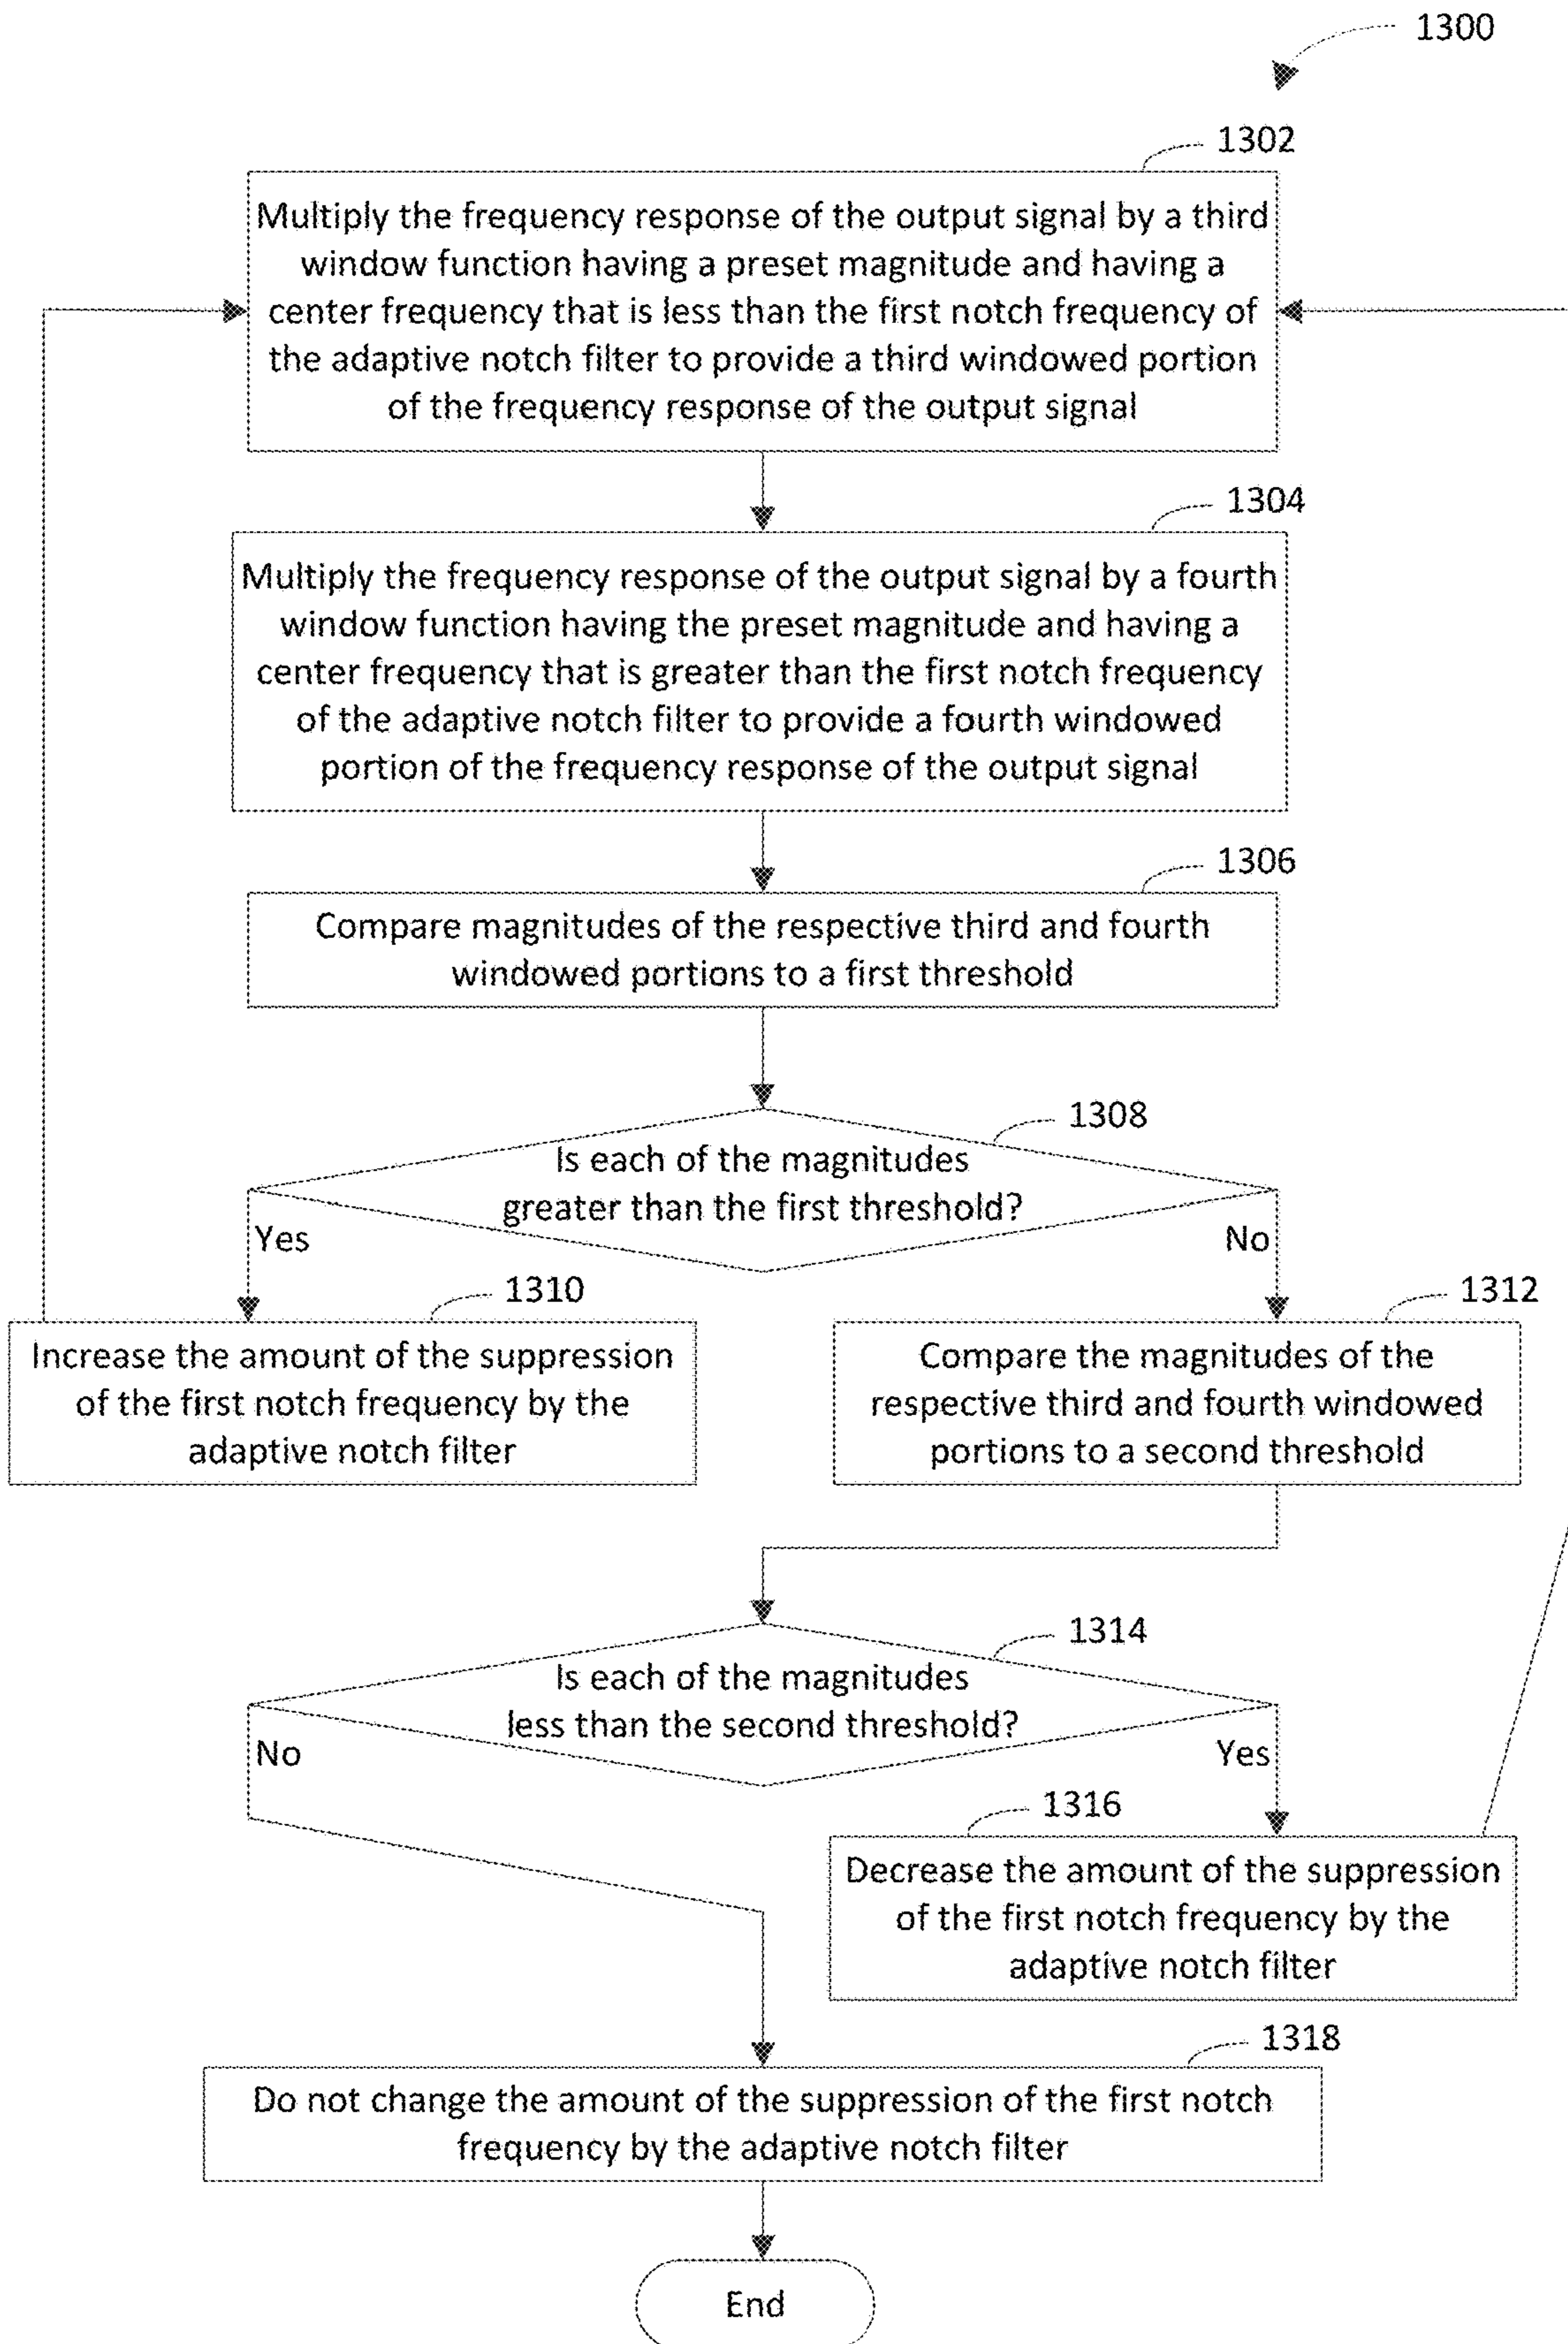 1300
1302
Multiply the frequency response of the output signal by a third
window function having a preset magnitude and having a
center frequency that is less than the first notch frequency of
the adaptive notch filter to provide a third windowed portion
of the frequency response of the output signal
1304
Multiply the frequency response of the output signal by a fourth
window function having the preset magnitude and having a
center frequency that is greater than the first notch frequency
of the adaptive notch filter to provide a fourth windowed
portion of the frequency response of the output signal
1306
Compare magnitudes of the respective third and fourth
windowed portions to a first threshold
1308
Is each of the magnitudes
greater than the first threshold?
Yes
No
1310
Increase the amount of the suppression
of the first notch frequency by the
adaptive notch filter
1312
Compare the magnitudes of the
respective third and fourth windowed
portions to a second threshold
1314
Is each of the magnitudes
less than the second threshold?
No
Yes
1316
Decrease the amount of the suppression
of the first notch frequency by the
adaptive notch filter
1318
Do not change the amount of the suppression of the first notch
frequency by the adaptive notch filter
End